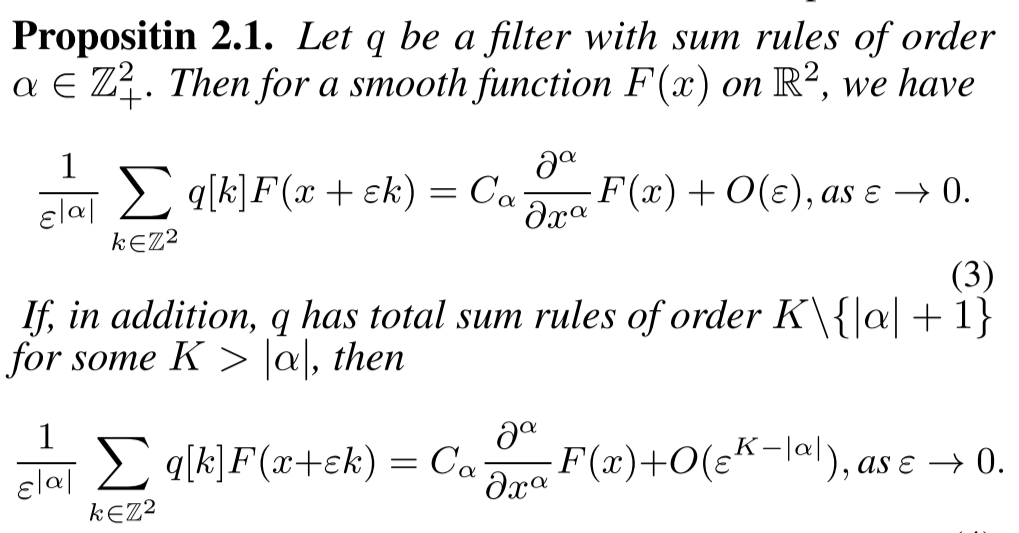 Propositin 2.1. Let q be a filter with sum rules of order
α ∈ ℤ²₊. Then for a smooth function F(x) on ℝ², we have
1/ε^{|α|} ∑_{k∈ℤ²} q[k]F(x + εk) = C_α ∂^α/∂x^α F(x) + O(ε), as ε → 0.
(3)
If, in addition, q has total sum rules of order K\{|α| + 1}
for some K > |α|, then
1/ε^{|α|} ∑_{k∈ℤ²} q[k]F(x+εk) = C_α ∂^α/∂x^α F(x)+O(ε^{K−|α|}), as ε → 0.